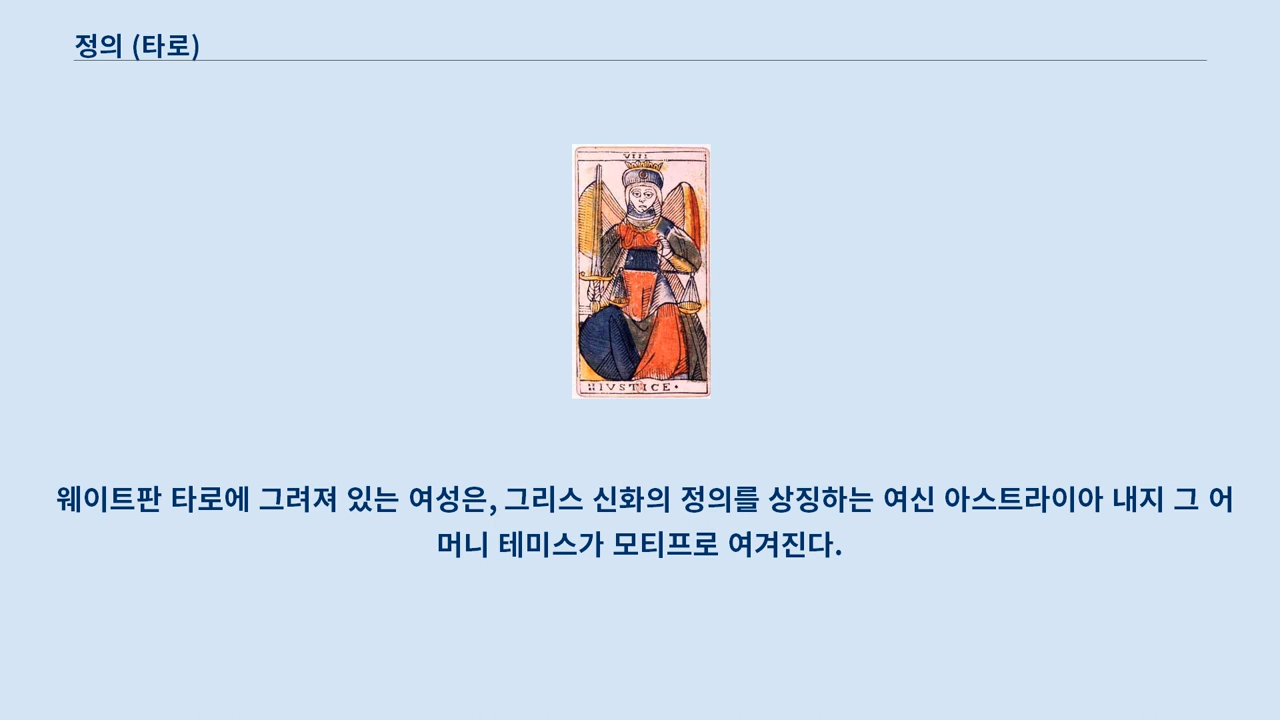 정의 (타로)
VIII
IVSTICE
웨이트판 타로에 그려져 있는 여성은, 그리스 신화의 정의를 상징하는 여신 아스트라이아 내지 그 어
머니 테미스가 모티프로 여겨진다.